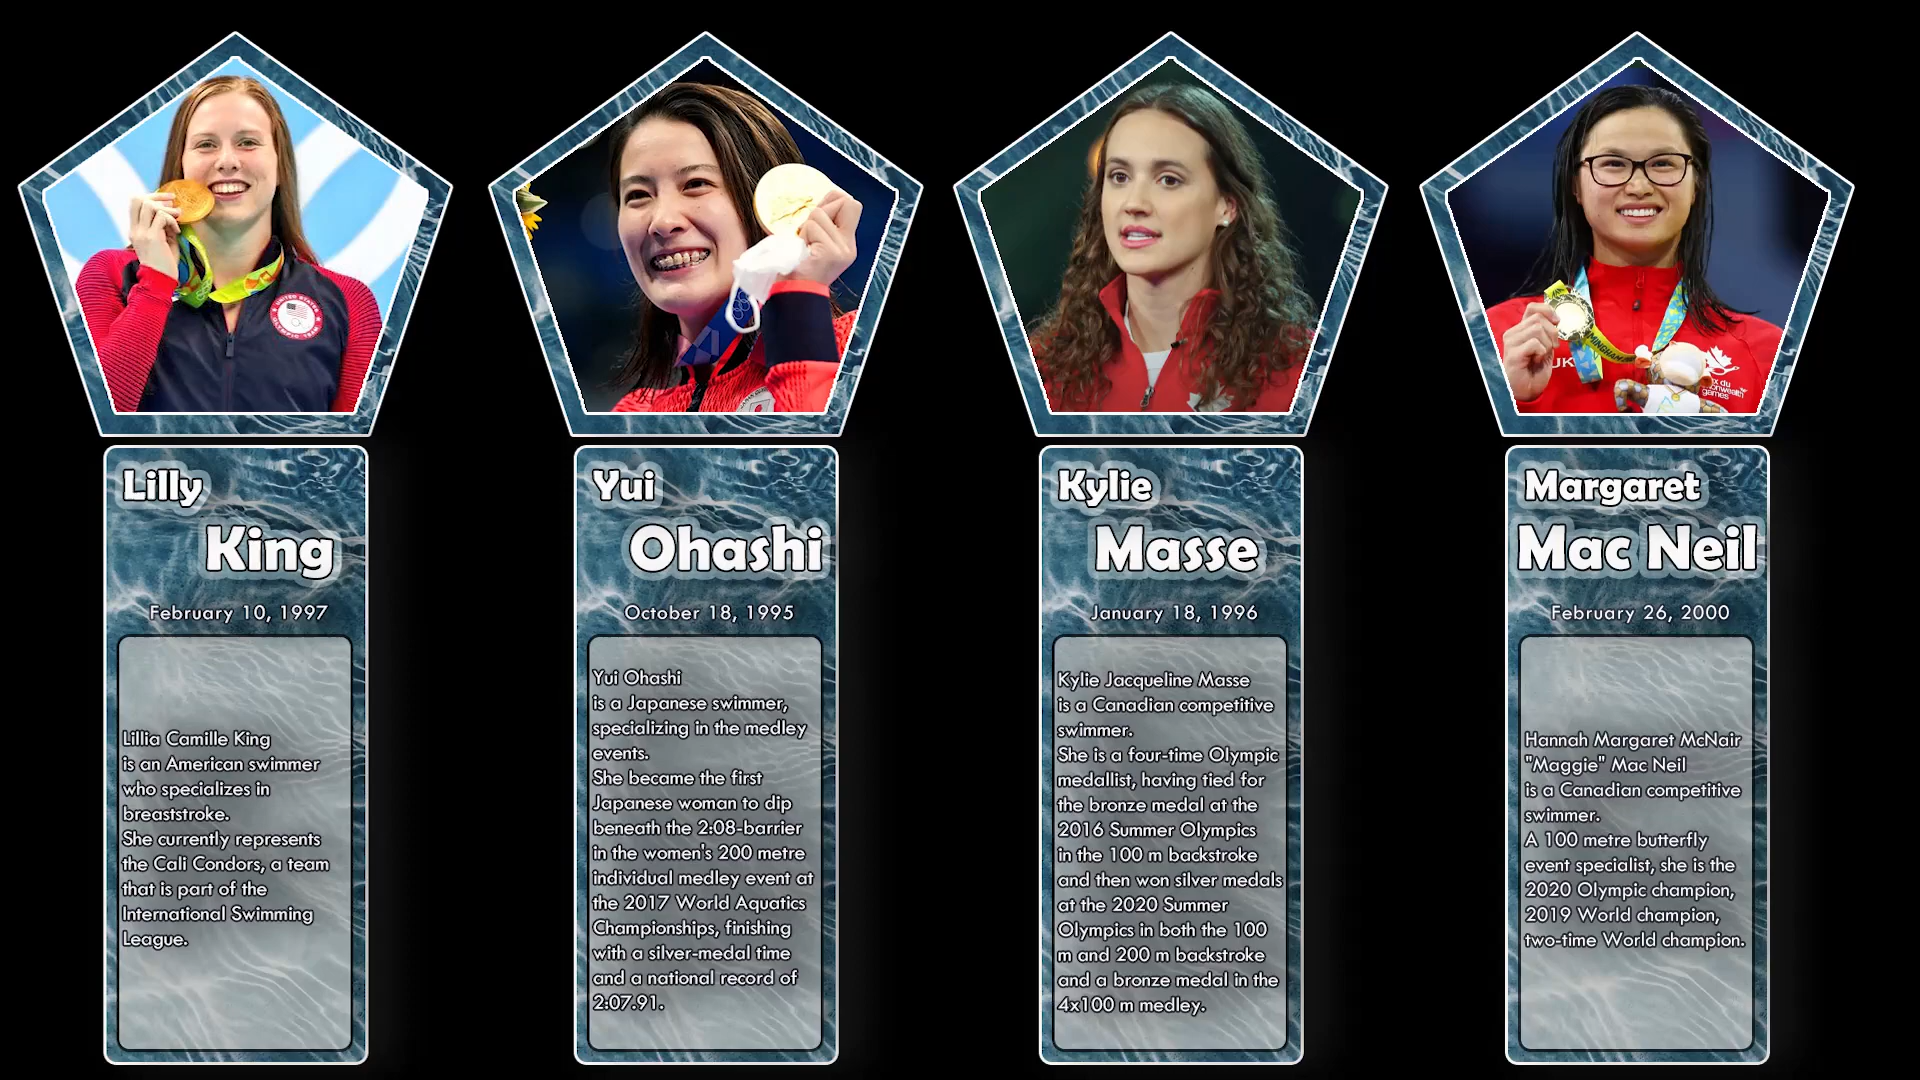 Lilly
King
February 10, 1997
Lillia Camille King
is an American swimmer
who specializes in
breaststroke.
She currently represents
the Cali Condors, a team
that is part of the
International Swimming
League.
Yui
Ohashi
October 18, 1995
Yui Ohashi
is a Japanese swimmer,
specializing in the medley
events.
She became the first
Japanese woman to dip
beneath the 2:08-barrier
in the women's 200 metre
individual medley event at
the 2017 World Aquatics
Championships, finishing
with a silver-medal time
and a national record of
2:07.91.
Kylie
Masse
January 18, 1996
Kylie Jacqueline Masse
is a Canadian competitive
swimmer.
She is a four-time Olympic
medallist, having tied for
the bronze medal at the
2016 Summer Olympics
in the 100 m backstroke
and then won silver medals
at the 2020 Summer
Olympics in both the 100
m and 200 m backstroke
and a bronze medal in the
4x100 m medley.
Margaret
Mac Neil
February 26, 2000
Hannah Margaret McNair
"Maggie" Mac Neil
is a Canadian competitive
swimmer.
A 100 metre butterfly
event specialist, she is the
2020 Olympic champion,
2019 World champion,
two-time World champion.
UNITED STATES
OLYMPIC TEAM
games